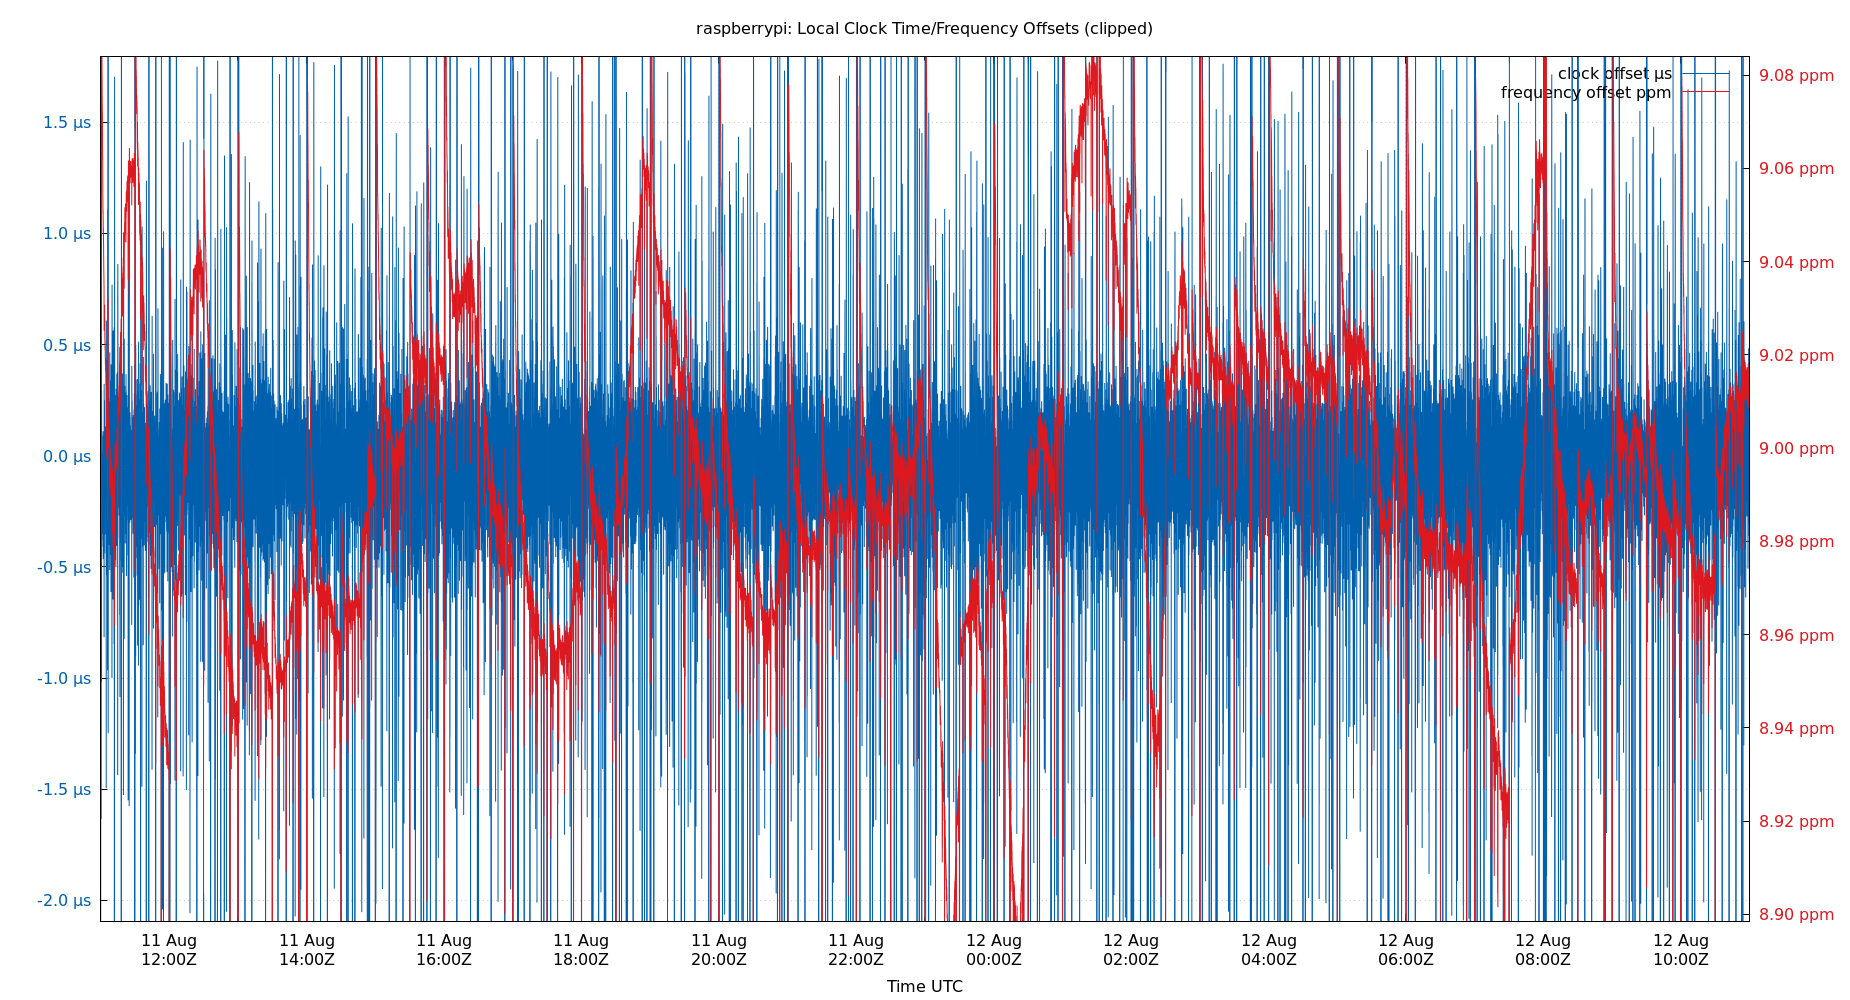 raspberrypi: Local Clock Time/Frequency Offsets (clipped)
clock offset µs
frequency offset ppm
1.5 µs
1.0 µs
0.5 µs
0.0 µs
-0.5 µs
-1.0 µs
-1.5 µs
-2.0 µs
9.08 ppm
9.06 ppm
9.04 ppm
9.02 ppm
9.00 ppm
8.98 ppm
8.96 ppm
8.94 ppm
8.92 ppm
8.90 ppm
11 Aug 11 Aug 11 Aug 11 Aug 11 Aug 11 Aug 12 Aug 12 Aug 12 Aug 12 Aug 12 Aug 12 Aug
12:00Z 14:00Z 16:00Z 18:00Z 20:00Z 22:00Z 00:00Z 02:00Z 04:00Z 06:00Z 08:00Z 10:00Z
Time UTC